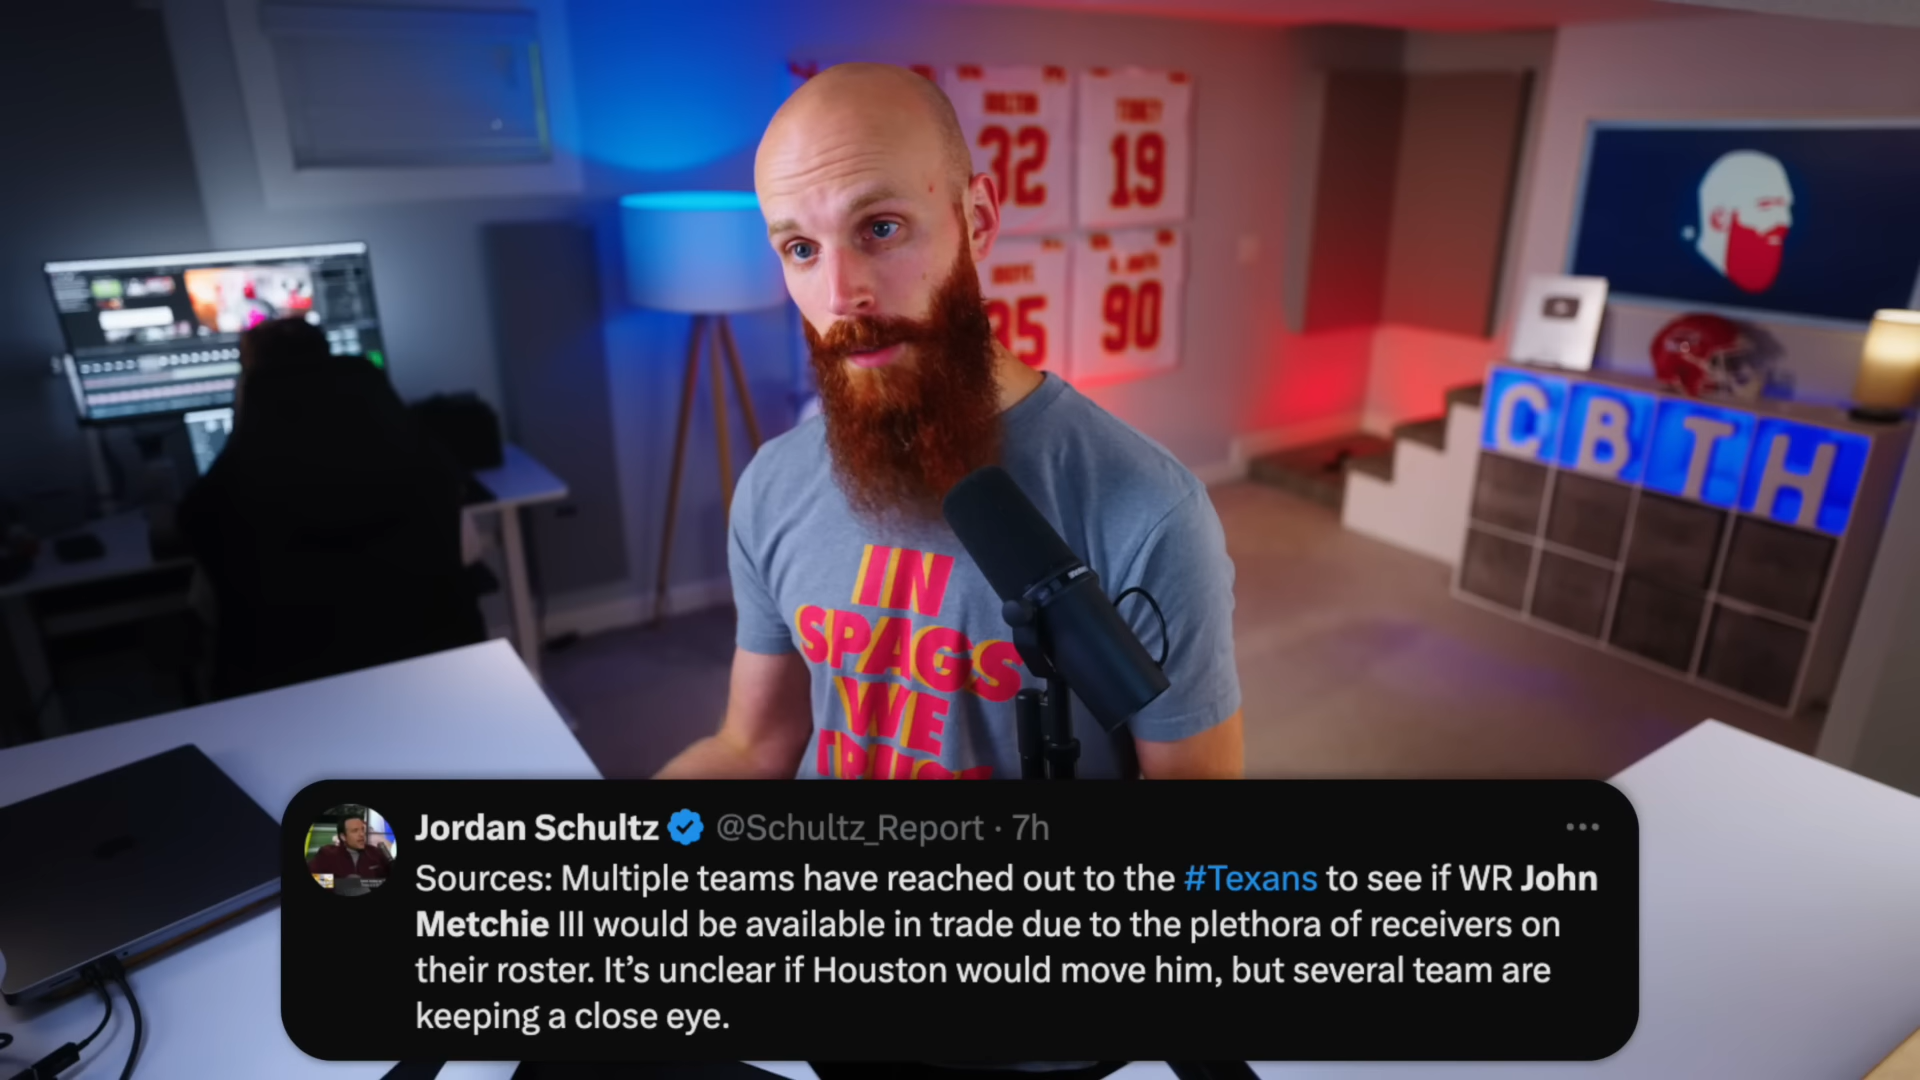 32
19
95
90
CBTH
IN
SPAGS
WE
TRUST
Jordan Schultz @Schultz_Report · 7h
Sources: Multiple teams have reached out to the #Texans to see if WR John
Metchie III would be available in trade due to the plethora of receivers on
their roster. It’s unclear if Houston would move him, but several team are
keeping a close eye.